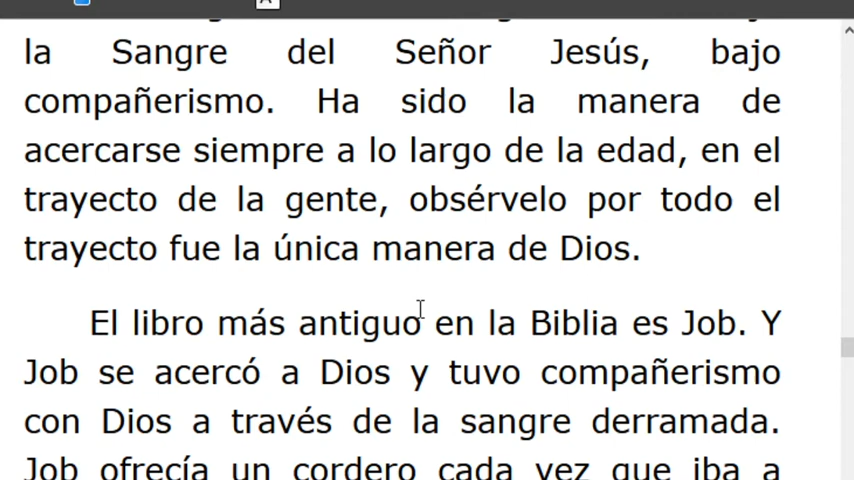 la Sangre del Señor Jesús, bajo
compañerismo. Ha sido la manera de
acercarse siempre a lo largo de la edad, en el
trayecto de la gente, obsérvelo por todo el
trayecto fue la única manera de Dios.
El libro más antiguo en la Biblia es Job. Y
Job se acercó a Dios y tuvo compañerismo
con Dios a través de la sangre derramada.
Job ofrecía un cordero cada vez que iba a